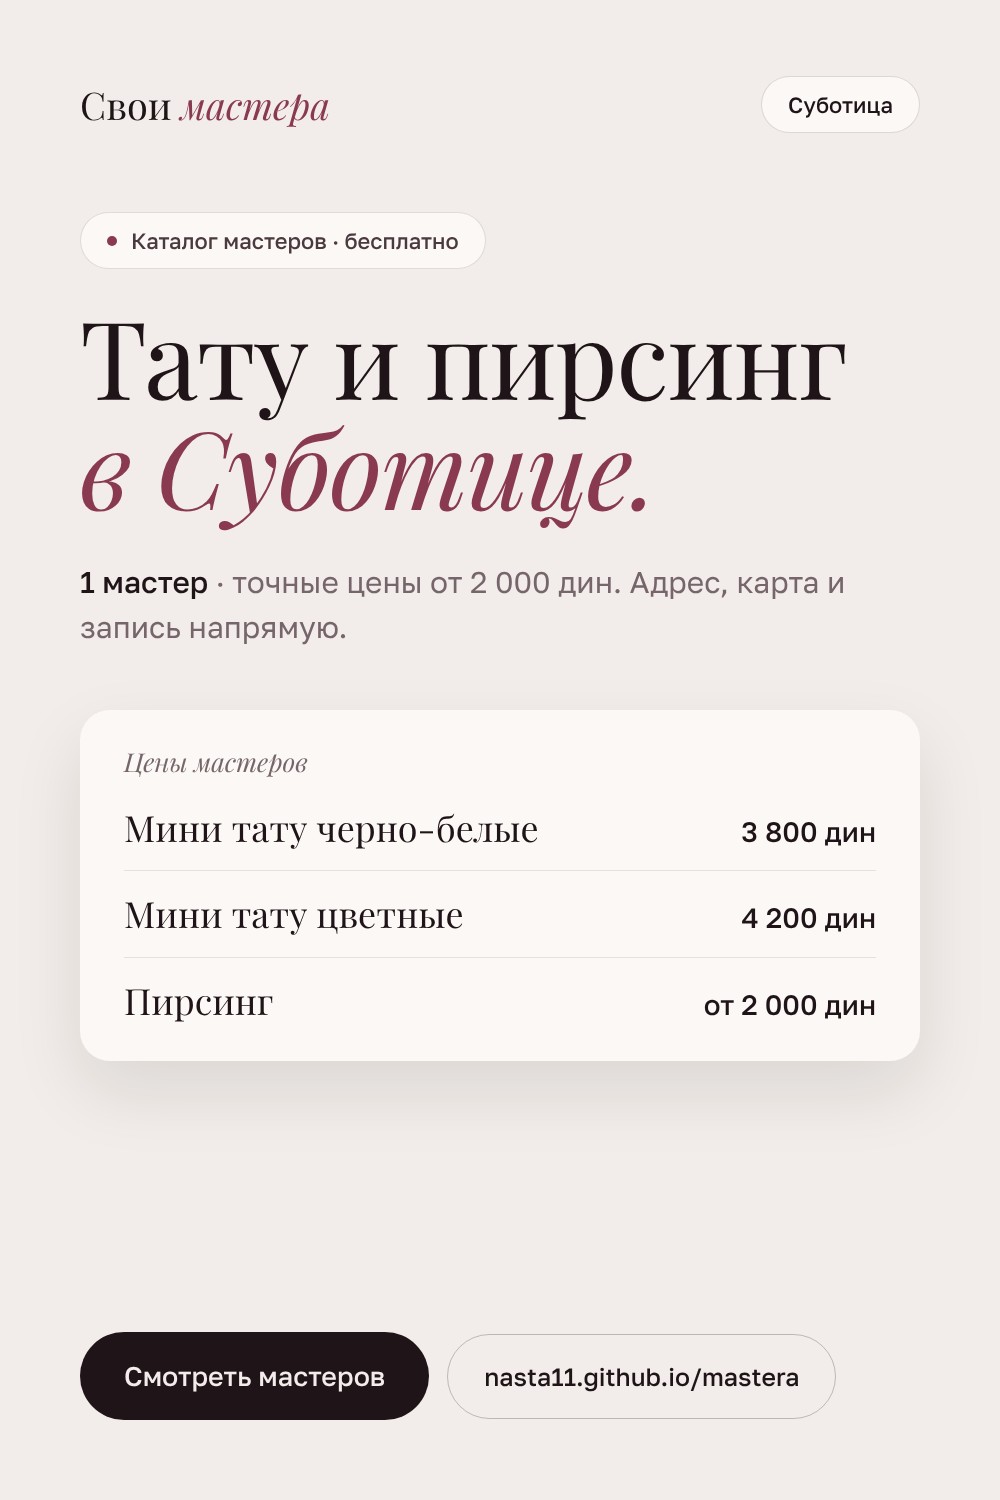 Свои мастера
Суботица
Каталог мастеров · бесплатно
Тату и пирсинг
в Суботице.
1 мастер · точные цены от 2 000 дин. Адрес, карта и
запись напрямую.
Цены мастеров
Мини тату черно-белые 3 800 дин
Мини тату цветные 4 200 дин
Пирсинг от 2 000 дин
Смотреть мастеров
nasta11.github.io/mastera